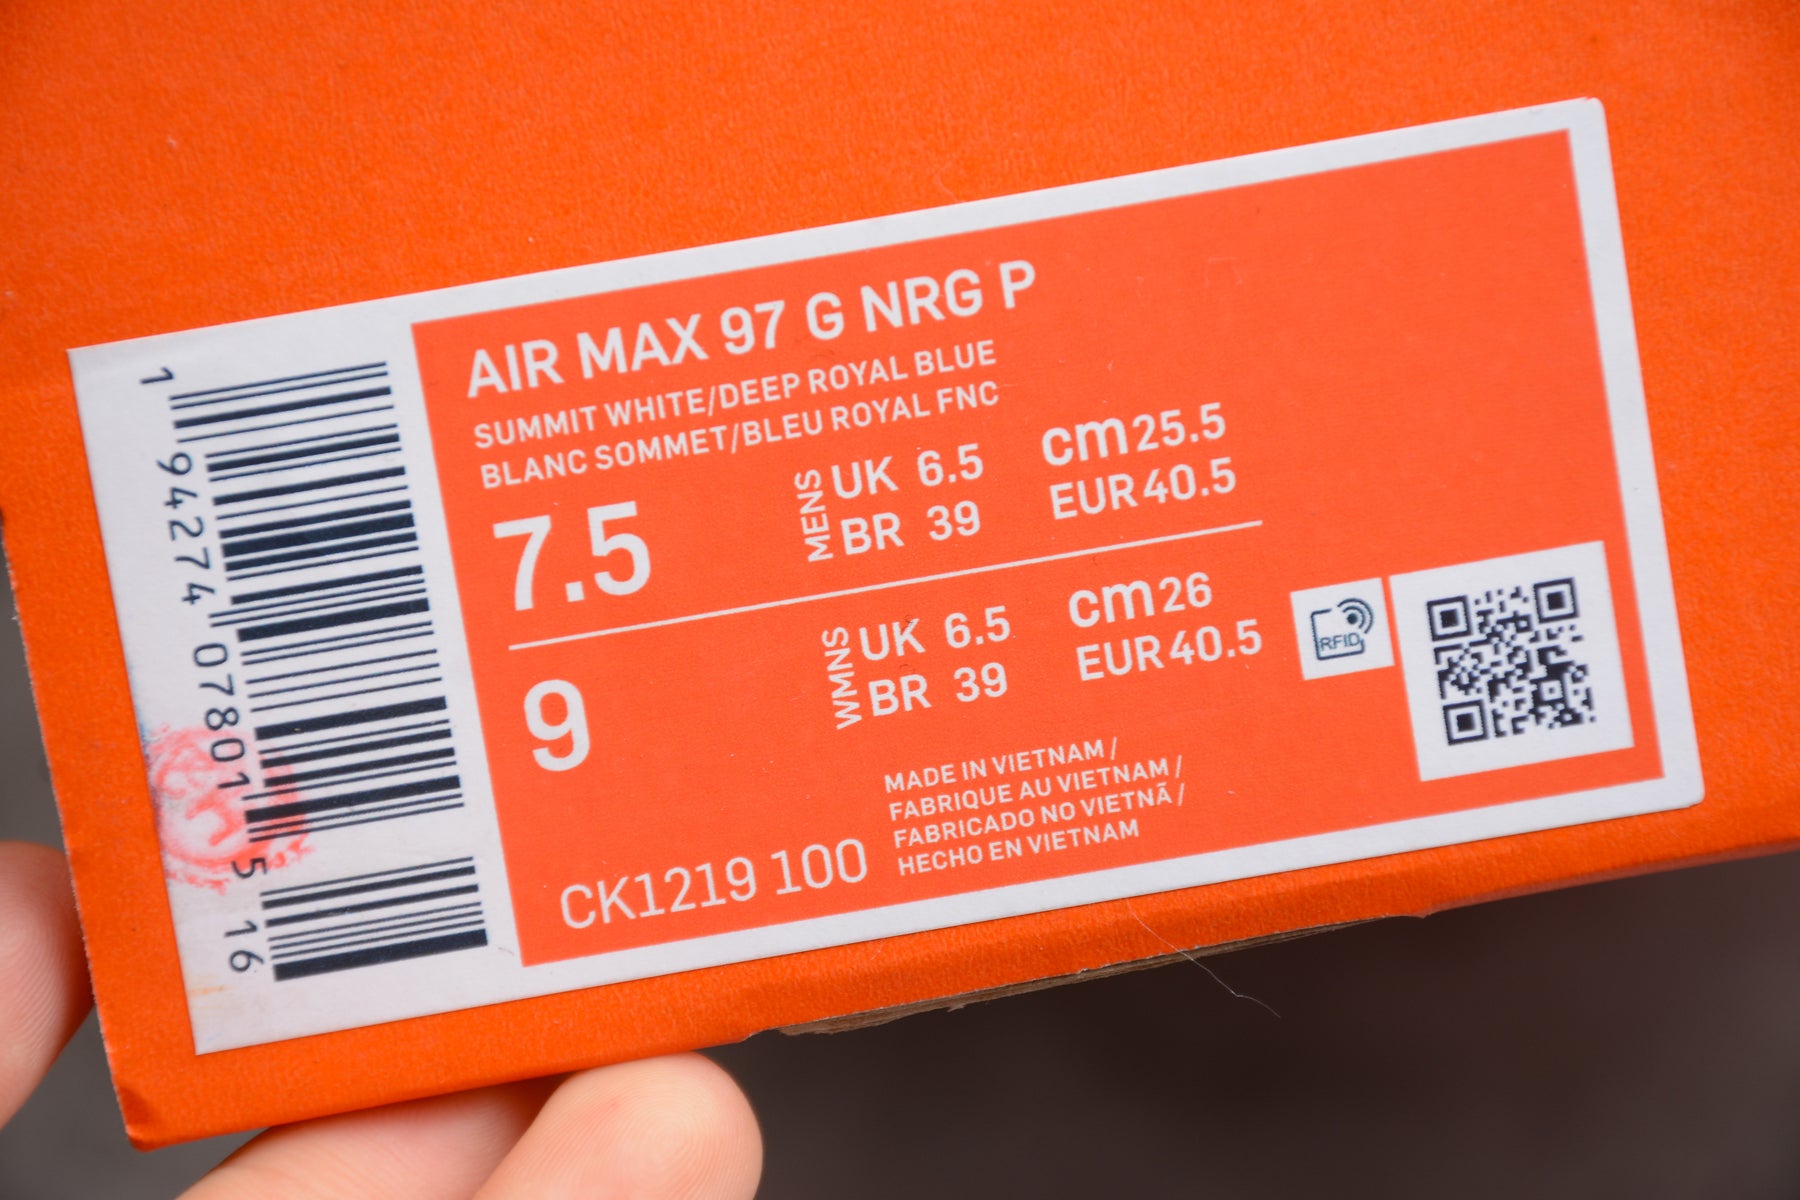 AIR MAX 97 G NRG P
SUMMIT WHITE/DEEP ROYAL BLUE
BLANC SOMMET/BLEU ROYAL FNC
7.5
MENS
UK 6.5
BR 39
cm 25.5
EUR 40.5
9
WMNS
UK 6.5
BR 39
cm 26
EUR 40.5
RFID
MADE IN VIETNAM /
FABRIQUE AU VIETNAM /
FABRICADO NO VIETNÃ /
HECHO EN VIETNAM
CK1219 100
1 94274 07801 5 16